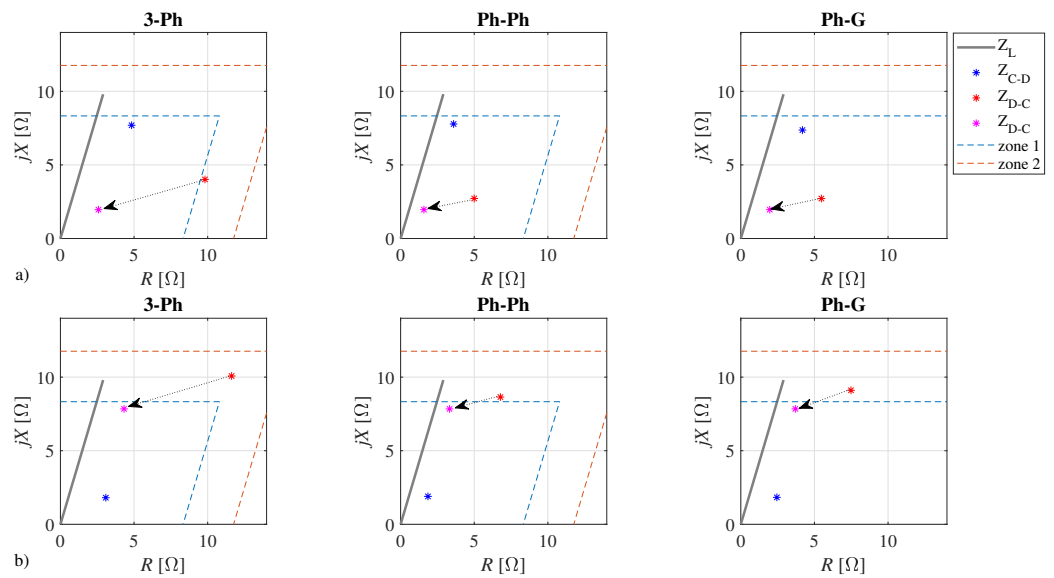 3-Ph
Ph-Ph
Ph-G
jX [Ω]
10
5
0
0 5 10
R [Ω]
jX [Ω]
10
5
0
0 5 10
R [Ω]
jX [Ω]
10
5
0
0 5 10
R [Ω]
Z_L
Z_C-D
Z_D-C
Z_D-C
zone 1
zone 2
a)
3-Ph
Ph-Ph
Ph-G
jX [Ω]
10
5
0
0 5 10
R [Ω]
jX [Ω]
10
5
0
0 5 10
R [Ω]
jX [Ω]
10
5
0
0 5 10
R [Ω]
b)